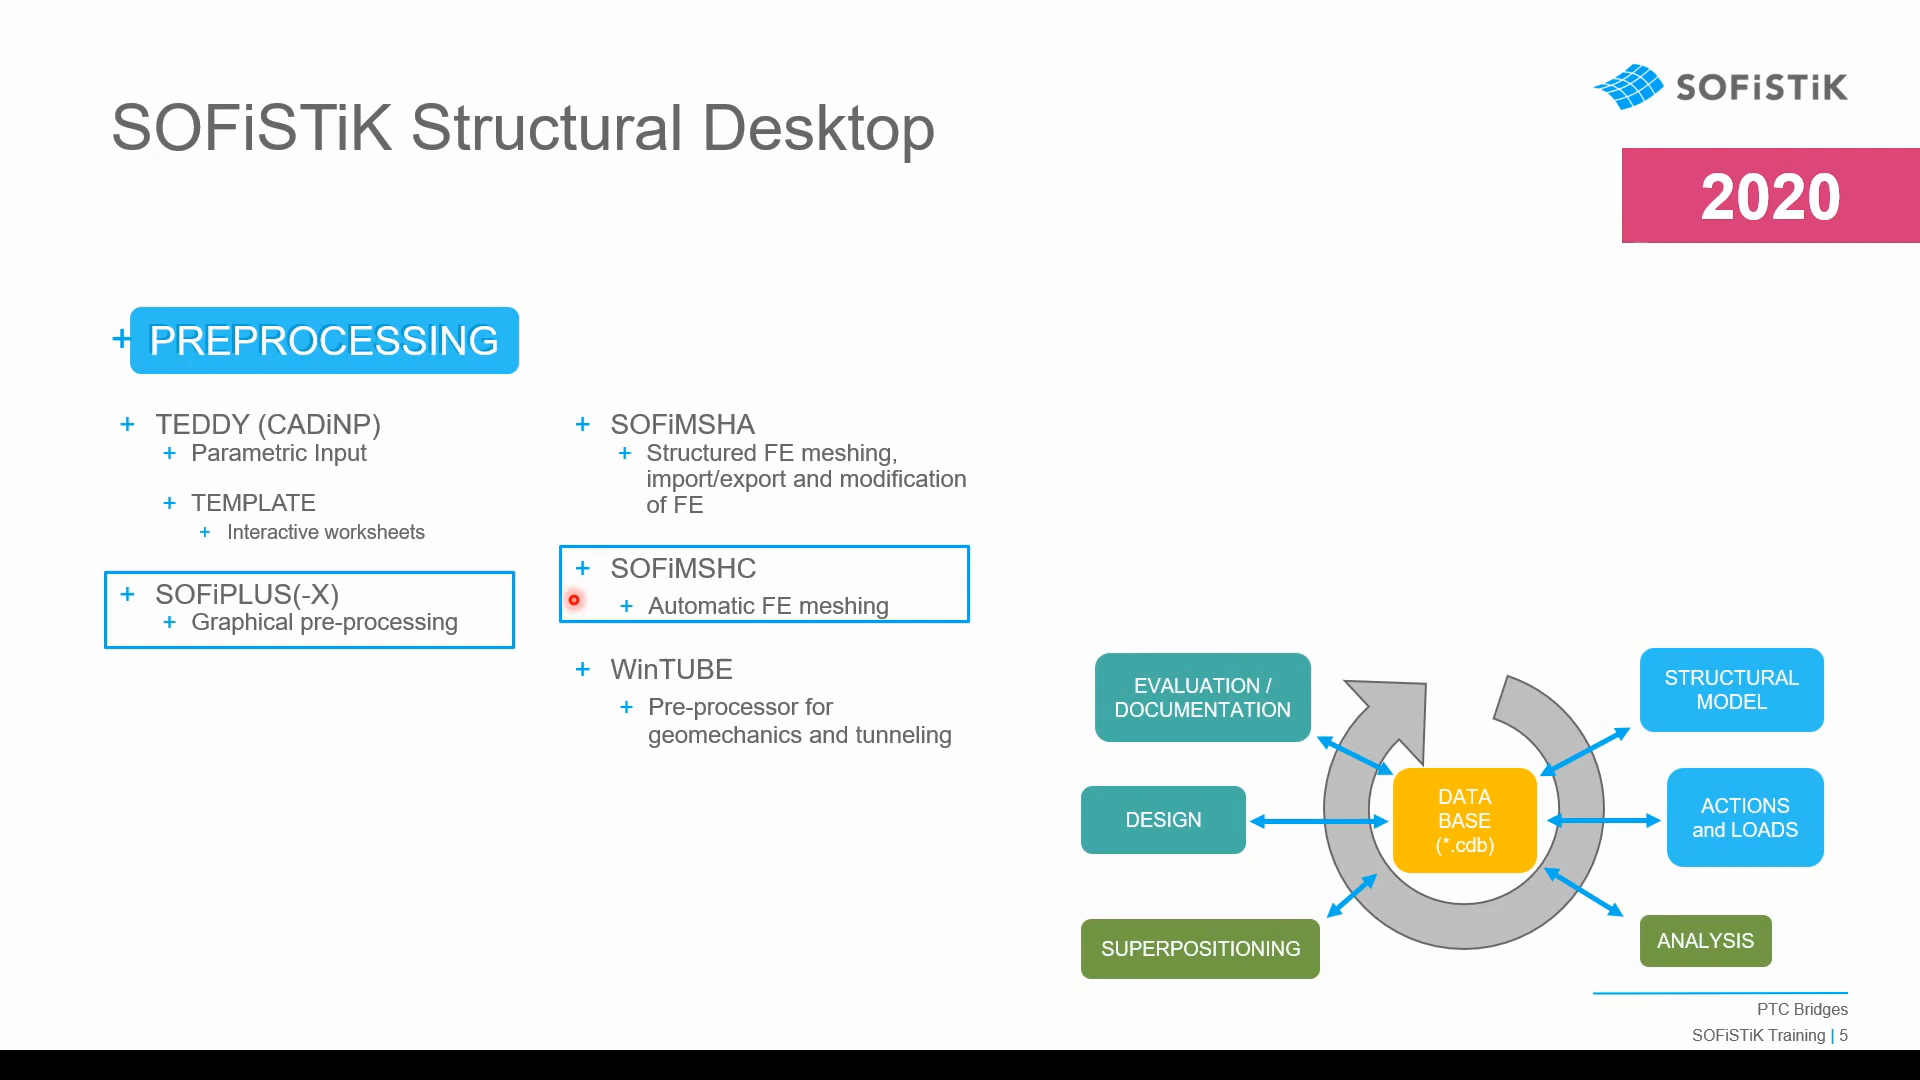 SOFiSTiK Structural Desktop
SOFiSTiK
2020
+ PREPROCESSING
+ TEDDY (CADiNP)
+ Parametric Input
+ TEMPLATE
+ Interactive worksheets
+ SOFiPLUS(-X)
+ Graphical pre-processing
+ SOFiMSHA
+ Structured FE meshing,
import/export and modification
of FE
+ SOFiMSHC
+ Automatic FE meshing
+ WinTUBE
+ Pre-processor for
geomechanics and tunneling
EVALUATION /
DOCUMENTATION
DESIGN
SUPERPOSITIONING
DATA
BASE
(*.cdb)
STRUCTURAL
MODEL
ACTIONS
and LOADS
ANALYSIS
PTC Bridges
SOFiSTiK Training | 5